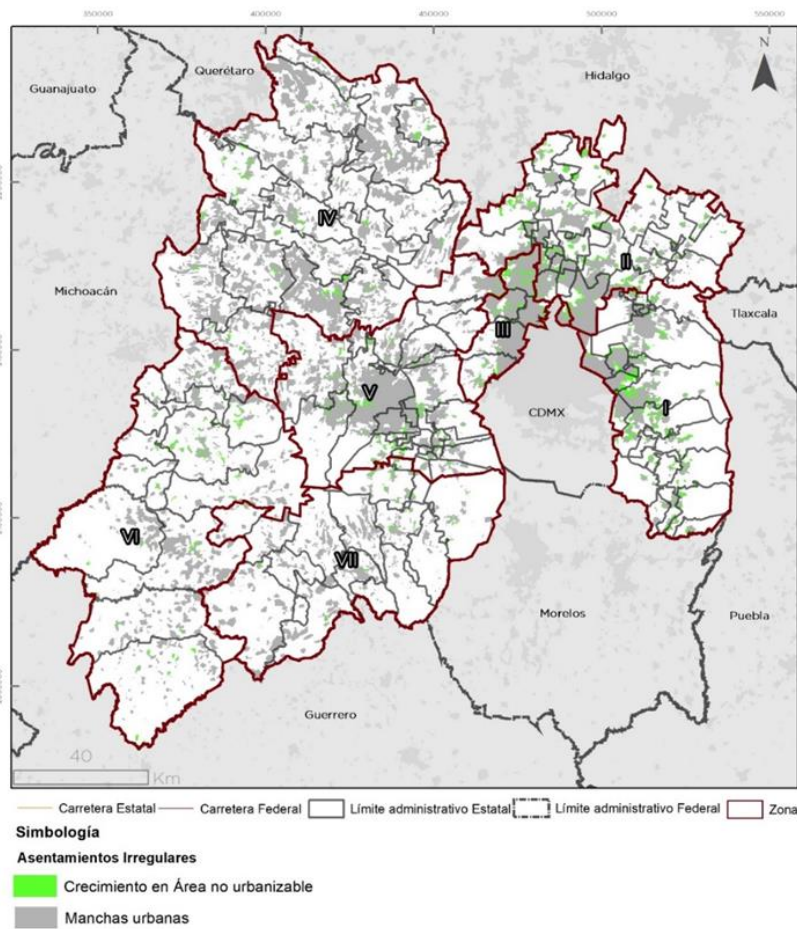 350000 400000 450000 500000 550000
N
Querétaro
Hidalgo
Guanajuato
IV
II
Michoacán
Tlaxcala
III
V
CDMX
I
VI
VII
Morelos
Puebla
Guerrero
40
Km
Carretera Estatal Carretera Federal Límite administrativo Estatal Límite administrativo Federal Zona
Simbología
Asentamientos Irregulares
Crecimiento en Área no urbanizable
Manchas urbanas